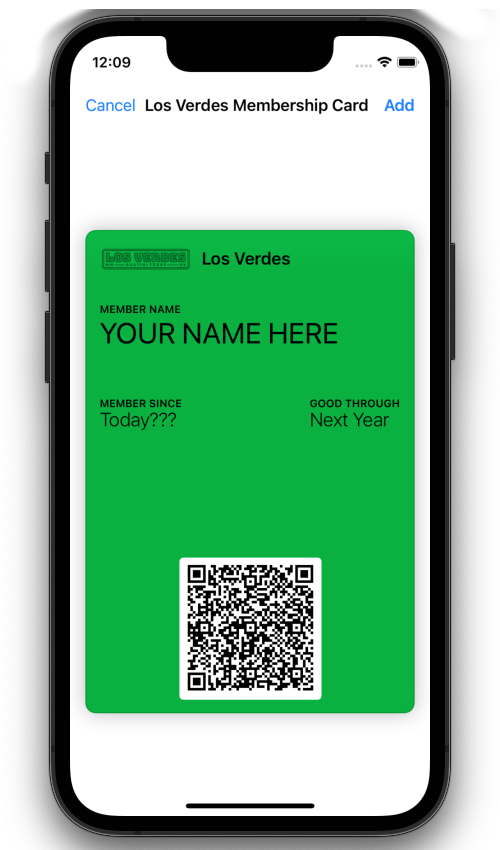 12:09
Cancel Los Verdes Membership Card Add
LOS VERDES Los Verdes
MEMBER NAME
YOUR NAME HERE
MEMBER SINCE GOOD THROUGH
Today??? Next Year